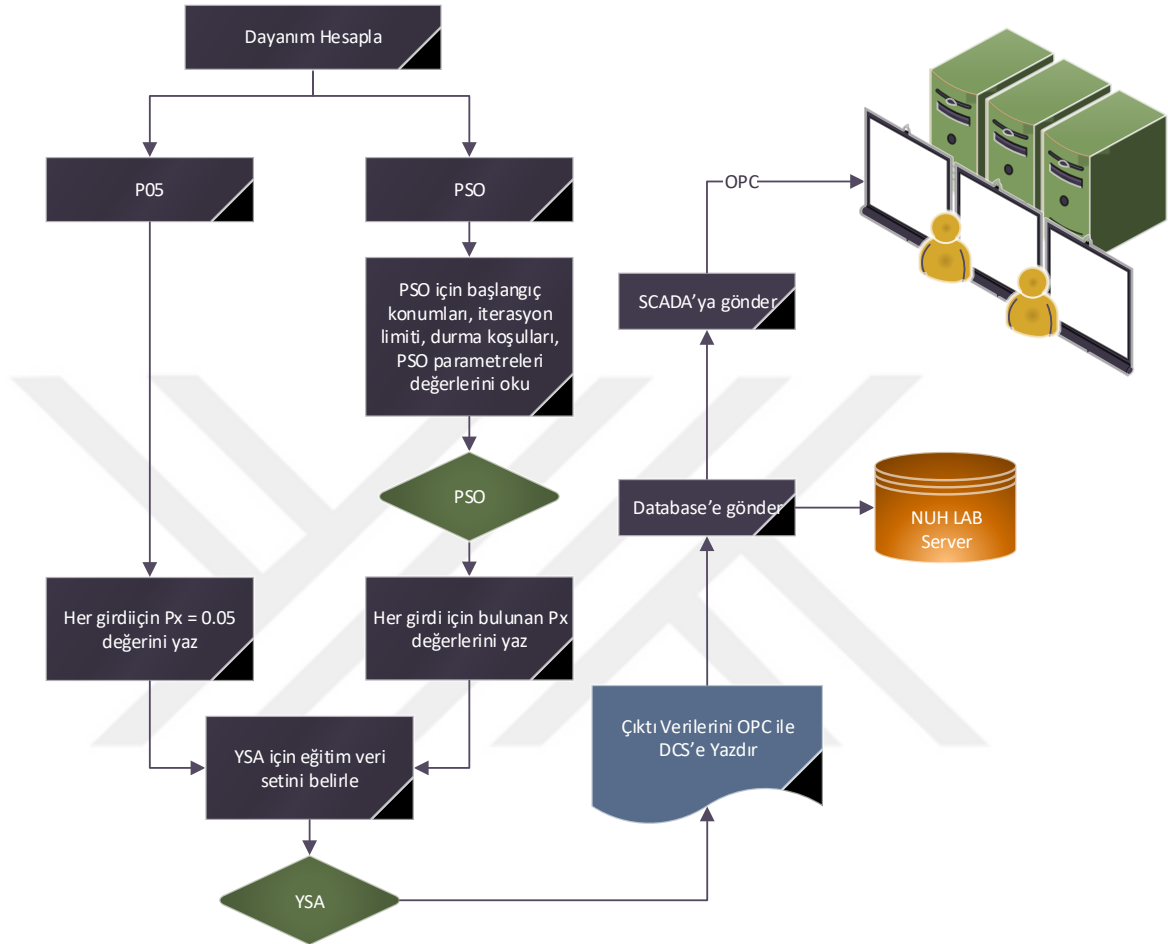 Dayanım Hesapla
P05
PSO
PSO için başlangıç
konumları, iterasyon
limiti, durma koşulları,
PSO parametreleri
değerlerini oku
PSO
Her girdiiçin Px = 0.05
değerini yaz
Her girdi için bulunan Px
değerlerini yaz
YSA için eğitim veri
setini belirle
YSA
Çıktı Verilerini OPC ile
DCS’e Yazdır
Database’e gönder
NUH LAB
Server
SCADA’ya gönder
OPC